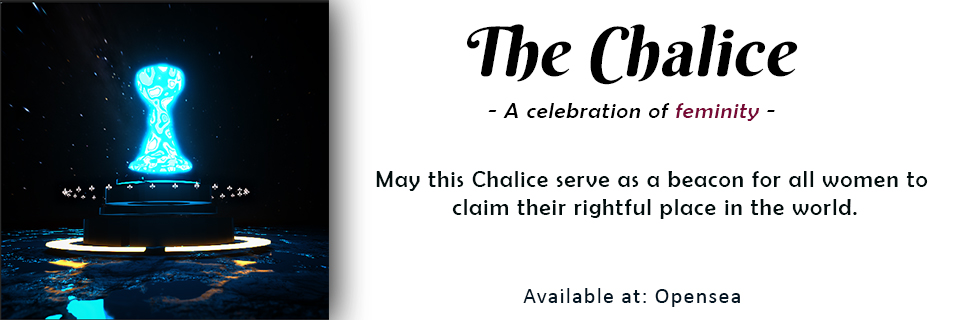 The Chalice
- A celebration of feminity -
May this Chalice serve as a beacon for all women to
claim their rightful place in the world.
Available at: Opensea